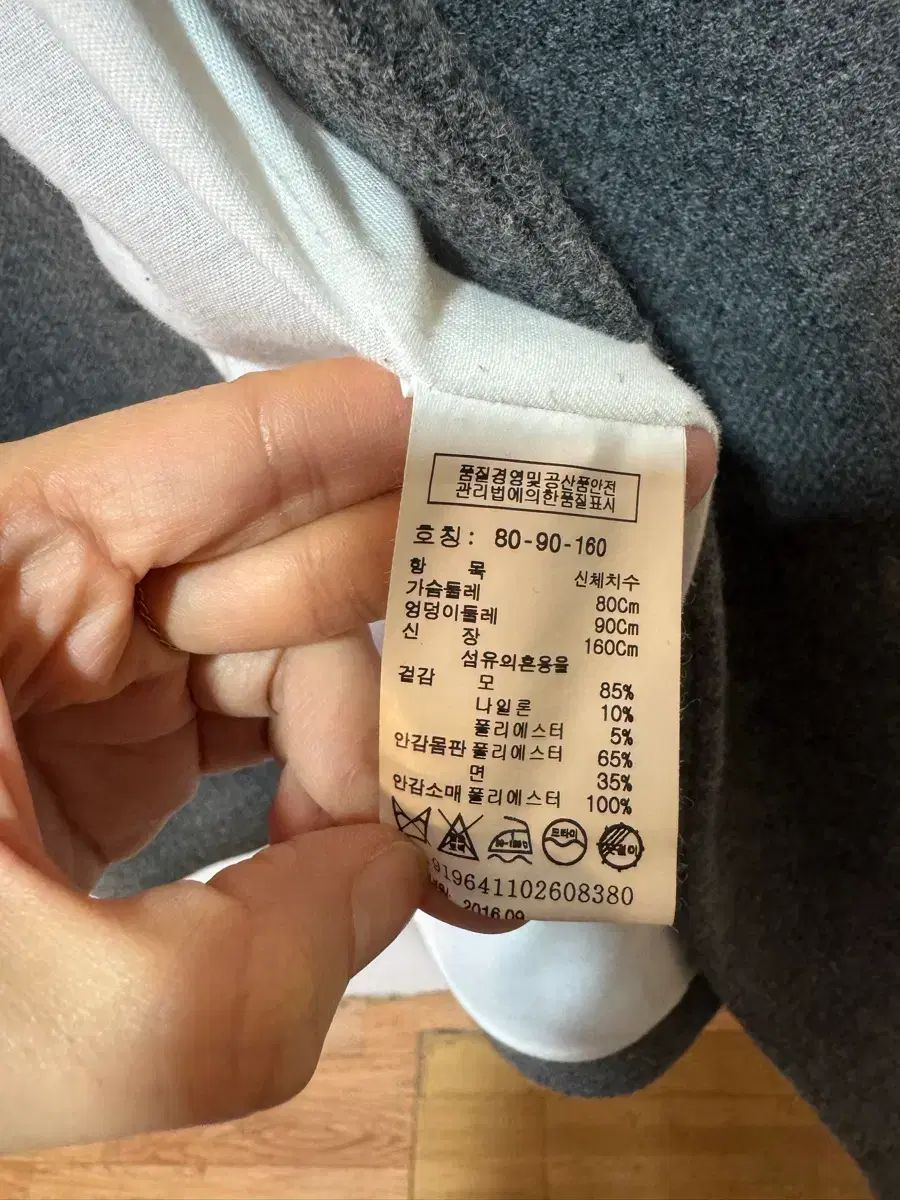 품질경영및공산품안전
관리법에의한품질표시
호칭: 80-90-160
항 목 신체치수
가슴둘레 80Cm
엉덩이둘레 90Cm
신 장 160Cm
섬유의혼용율
겉감 모 85%
나일론 10%
폴리에스터 5%
안감몸판 폴리에스터 65%
면 35%
안감소매 폴리에스터 100%
드라이
919641102608380
2016.09